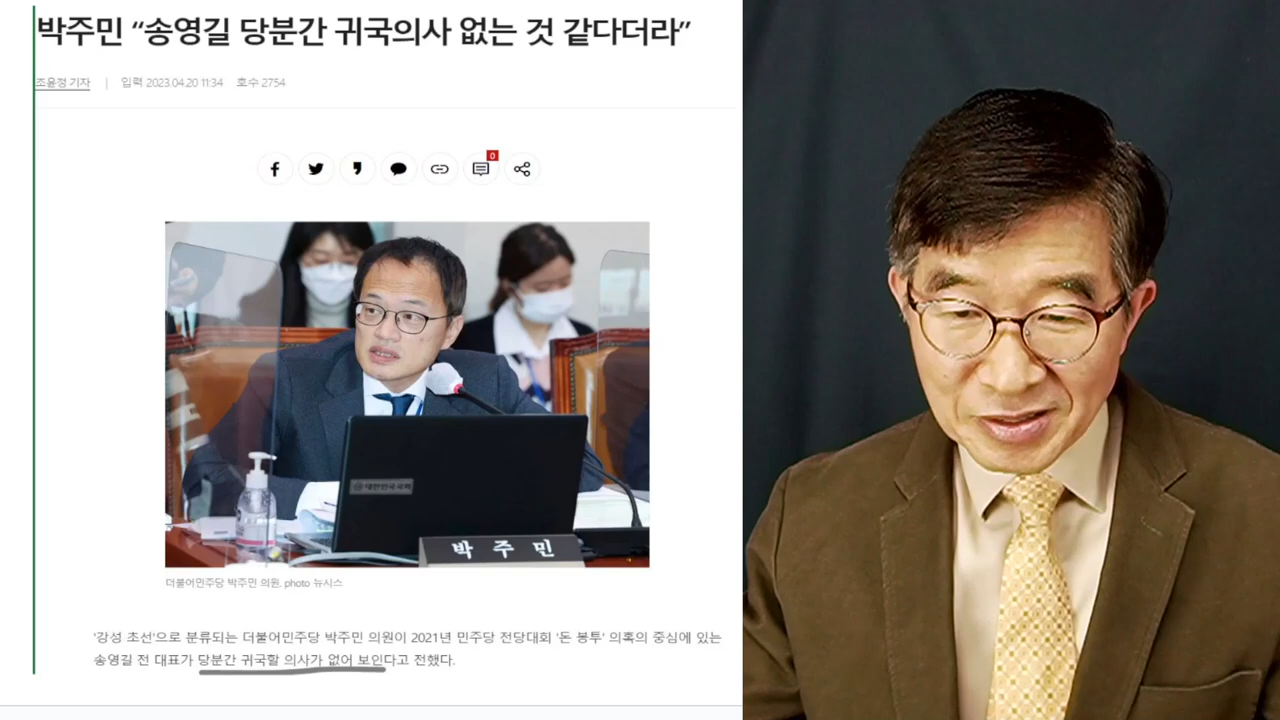 박주민 “송영길 당분간 귀국의사 없는 것 같다더라”
조윤정 기자 | 입력 2023.04.20 11:34 호수 2754
0
대한민국국회
박 주 민
더불어민주당 박주민 의원. photo 뉴시스
'강성 초선'으로 분류되는 더불어민주당 박주민 의원이 2021년 민주당 전당대회 '돈 봉투' 의혹의 중심에 있는
송영길 전 대표가 당분간 귀국할 의사가 없어 보인다고 전했다.